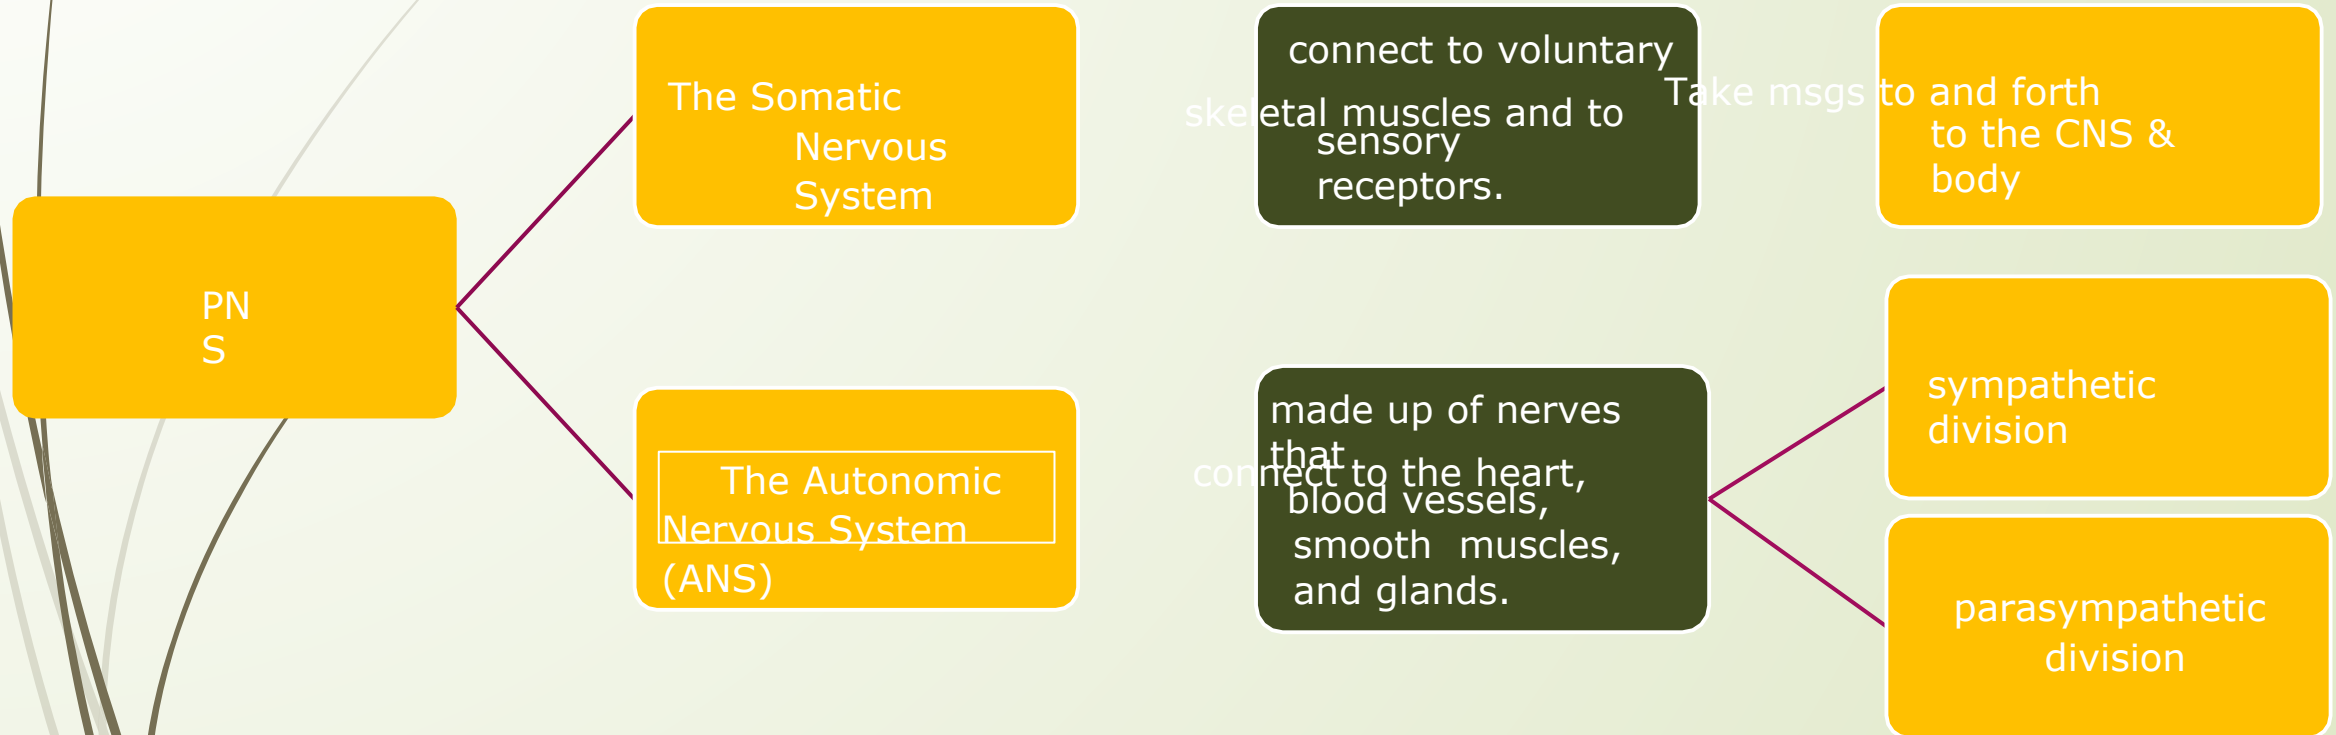 PN
S
The Somatic
Nervous
System
connect to voluntary
skeletal muscles and to
sensory
receptors.
Take msgs to and forth
to the CNS &
body
The Autonomic
Nervous System
(ANS)
made up of nerves
that
connect to the heart,
blood vessels,
smooth muscles,
and glands.
sympathetic
division
parasympathetic
division